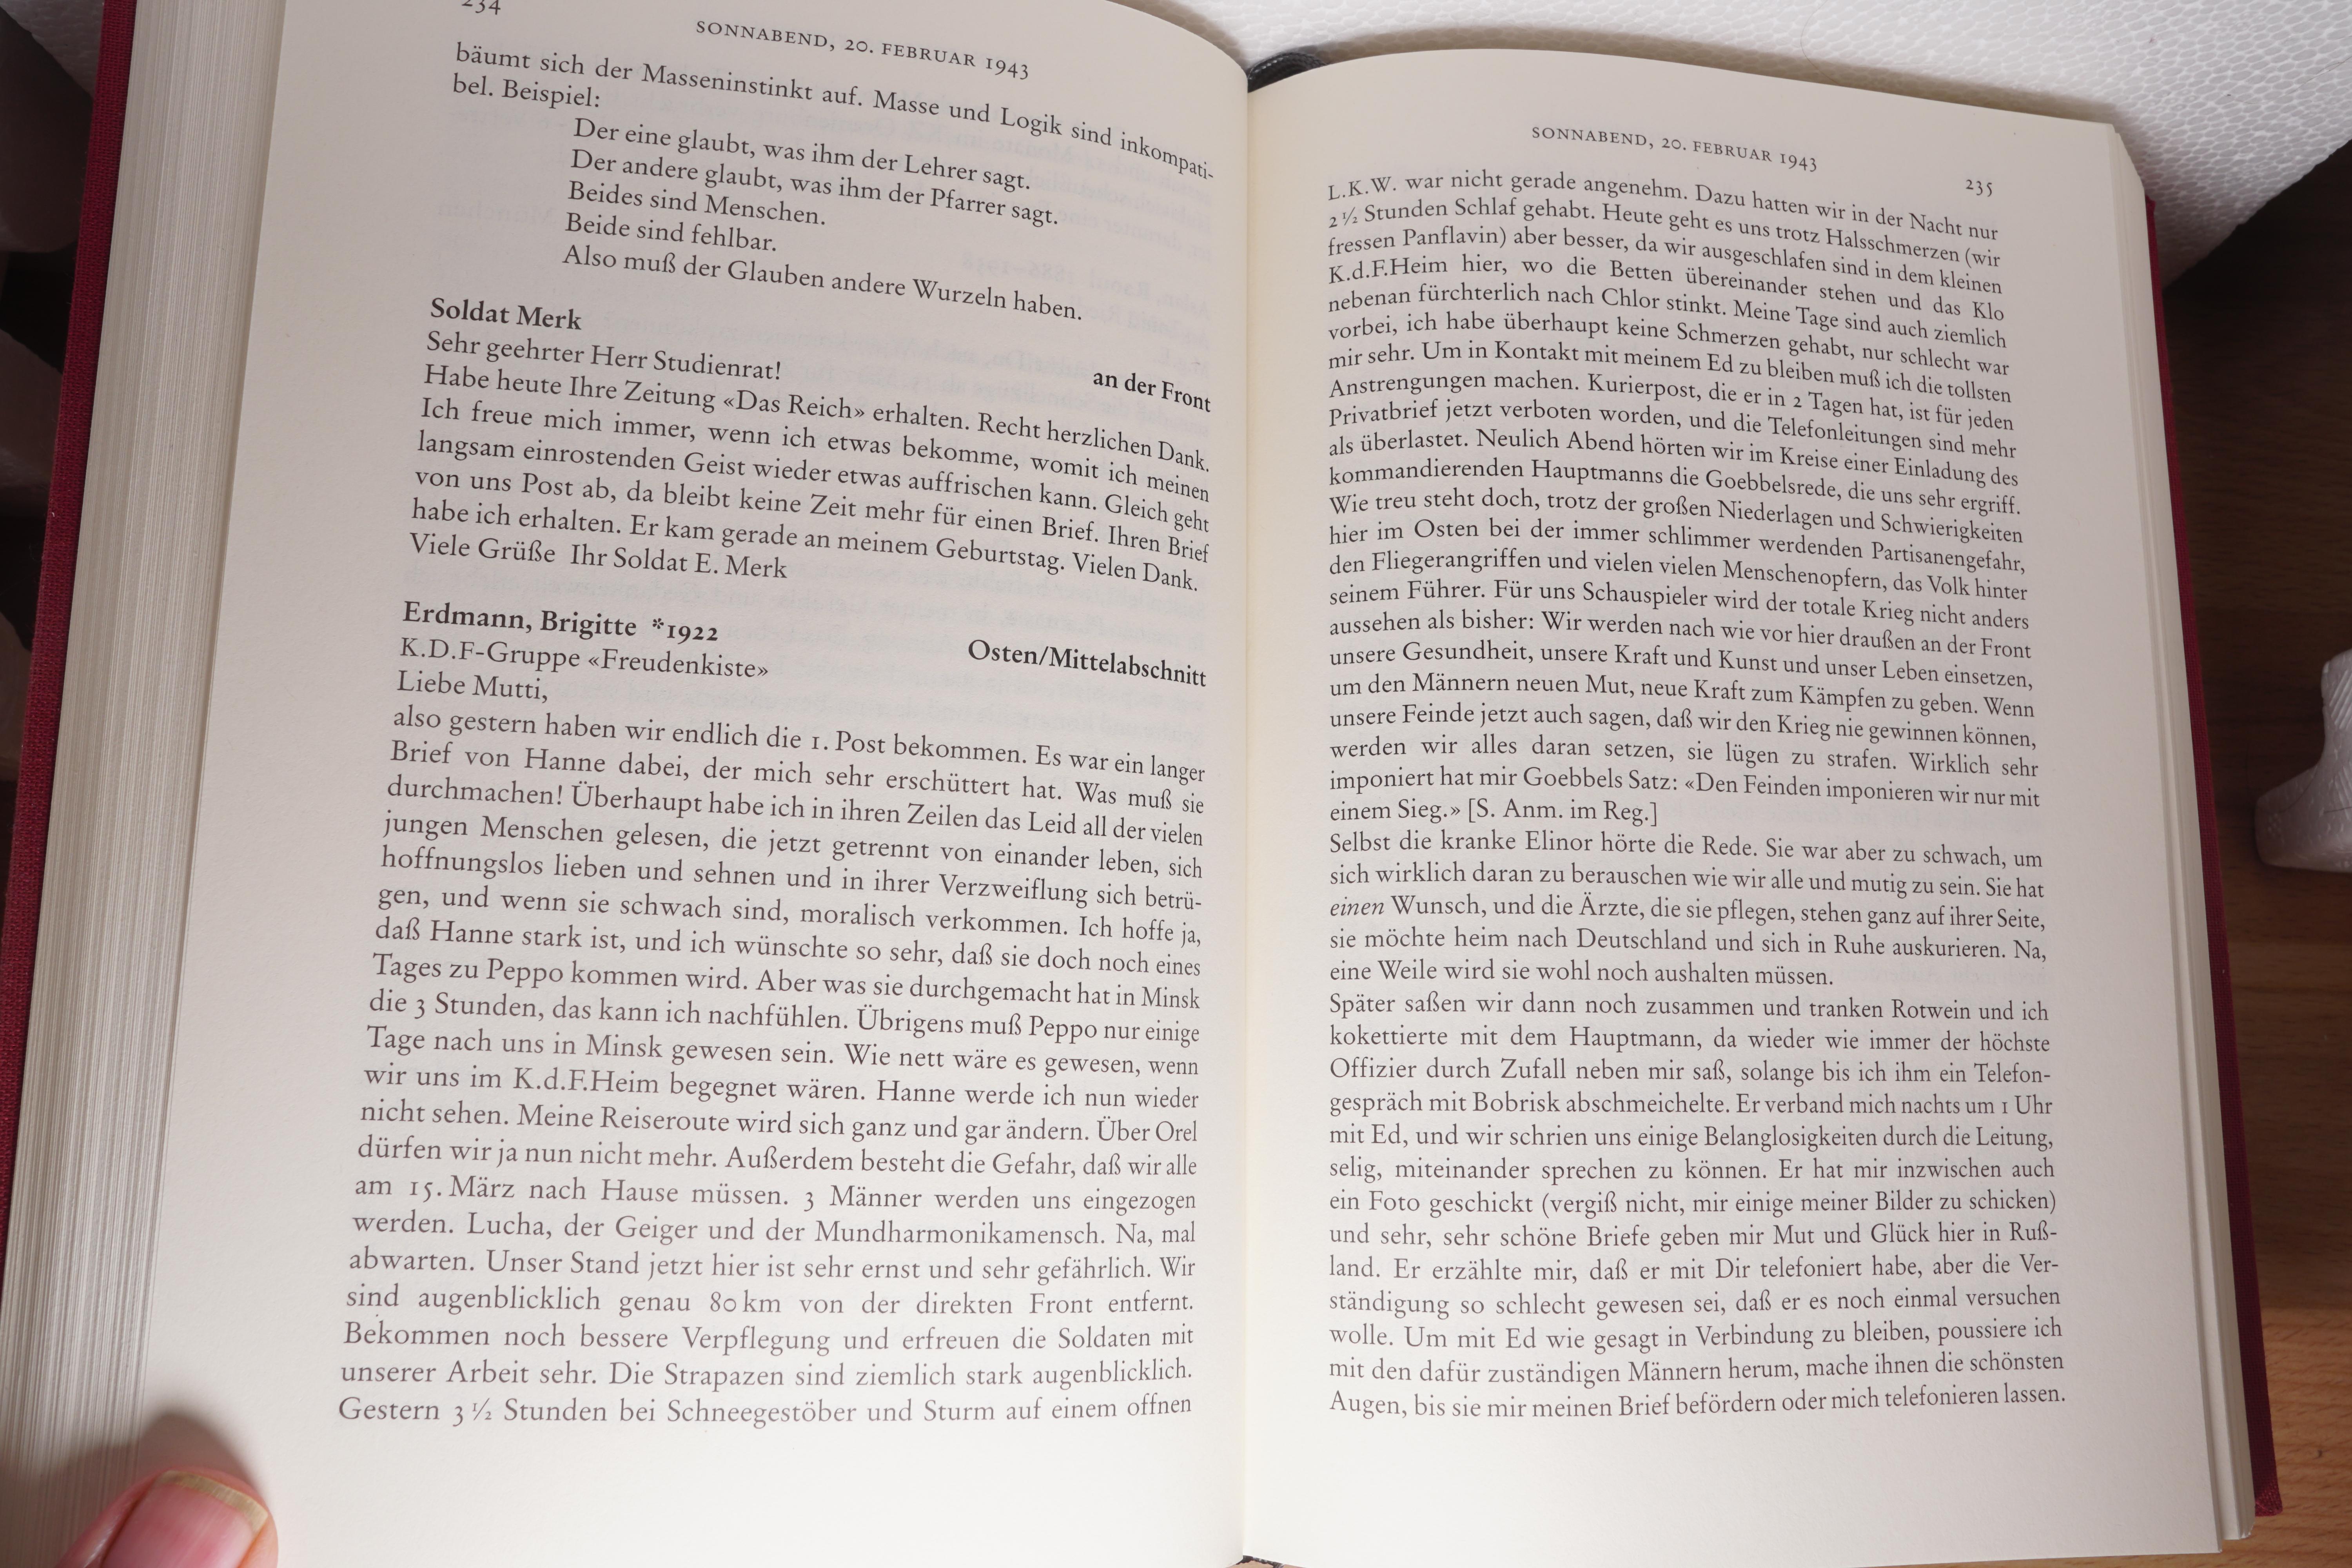 234
SONNABEND, 20. FEBRUAR 1943
bäumt sich der Masseninstinkt auf. Masse und Logik sind inkompati-
bel. Beispiel:
Der eine glaubt, was ihm der Lehrer sagt.
Der andere glaubt, was ihm der Pfarrer sagt.
Beides sind Menschen.
Beide sind fehlbar.
Also muß der Glauben andere Wurzeln haben.
Soldat Merk an der Front
Sehr geehrter Herr Studienrat!
Habe heute Ihre Zeitung «Das Reich» erhalten. Recht herzlichen Dank.
Ich freue mich immer, wenn ich etwas bekomme, womit ich meinen
langsam einrostenden Geist wieder etwas auffrischen kann. Gleich geht
von uns Post ab, da bleibt keine Zeit mehr für einen Brief. Ihren Brief
habe ich erhalten. Er kam gerade an meinem Geburtstag. Vielen Dank.
Viele Grüße Ihr Soldat E. Merk
Erdmann, Brigitte *1922 Osten/Mittelabschnitt
K.D.F-Gruppe «Freudenkiste»
Liebe Mutti,
also gestern haben wir endlich die 1. Post bekommen. Es war ein langer
Brief von Hanne dabei, der mich sehr erschüttert hat. Was muß sie
durchmachen! Überhaupt habe ich in ihren Zeilen das Leid all der vielen
jungen Menschen gelesen, die jetzt getrennt von einander leben, sich
hoffnungslos lieben und sehnen und in ihrer Verzweiflung sich betrü-
gen, und wenn sie schwach sind, moralisch verkommen. Ich hoffe ja,
daß Hanne stark ist, und ich wünschte so sehr, daß sie doch noch eines
Tages zu Peppo kommen wird. Aber was sie durchgemacht hat in Minsk
die 3 Stunden, das kann ich nachfühlen. Übrigens muß Peppo nur einige
Tage nach uns in Minsk gewesen sein. Wie nett wäre es gewesen, wenn
wir uns im K.d.F.Heim begegnet wären. Hanne werde ich nun wieder
nicht sehen. Meine Reiseroute wird sich ganz und gar ändern. Über Orel
dürfen wir ja nun nicht mehr. Außerdem besteht die Gefahr, daß wir alle
am 15. März nach Hause müssen. 3 Männer werden uns eingezogen
werden. Lucha, der Geiger und der Mundharmonikamensch. Na, mal
abwarten. Unser Stand jetzt hier ist sehr ernst und sehr gefährlich. Wir
sind augenblicklich genau 80 km von der direkten Front entfernt.
Bekommen noch bessere Verpflegung und erfreuen die Soldaten mit
unserer Arbeit sehr. Die Strapazen sind ziemlich stark augenblicklich.
Gestern 3 ½ Stunden bei Schneegestöber und Sturm auf einem offnen
SONNABEND, 20. FEBRUAR 1943
235
L.K.W. war nicht gerade angenehm. Dazu hatten wir in der Nacht nur
2 ½ Stunden Schlaf gehabt. Heute geht es uns trotz Halsschmerzen (wir
fressen Panflavin) aber besser, da wir ausgeschlafen sind in dem kleinen
K.d.F.Heim hier, wo die Betten übereinander stehen und das Klo
nebenan fürchterlich nach Chlor stinkt. Meine Tage sind auch ziemlich
vorbei, ich habe überhaupt keine Schmerzen gehabt, nur schlecht war
mir sehr. Um in Kontakt mit meinem Ed zu bleiben muß ich die tollsten
Anstrengungen machen. Kurierpost, die er in 2 Tagen hat, ist für jeden
Privatbrief jetzt verboten worden, und die Telefonleitungen sind mehr
als überlastet. Neulich Abend hörten wir im Kreise einer Einladung des
kommandierenden Hauptmanns die Goebbelsrede, die uns sehr ergriff.
Wie treu steht doch, trotz der großen Niederlagen und Schwierigkeiten
hier im Osten bei der immer schlimmer werdenden Partisanengefahr,
den Fliegerangriffen und vielen vielen Menschenopfern, das Volk hinter
seinem Führer. Für uns Schauspieler wird der totale Krieg nicht anders
aussehen als bisher: Wir werden nach wie vor hier draußen an der Front
unsere Gesundheit, unsere Kraft und Kunst und unser Leben einsetzen,
um den Männern neuen Mut, neue Kraft zum Kämpfen zu geben. Wenn
unsere Feinde jetzt auch sagen, daß wir den Krieg nie gewinnen können,
werden wir alles daran setzen, sie lügen zu strafen. Wirklich sehr
imponiert hat mir Goebbels Satz: «Den Feinden imponieren wir nur mit
einem Sieg.» [S. Anm. im Reg.]
Selbst die kranke Elinor hörte die Rede. Sie war aber zu schwach, um
sich wirklich daran zu berauschen wie wir alle und mutig zu sein. Sie hat
einen Wunsch, und die Ärzte, die sie pflegen, stehen ganz auf ihrer Seite,
sie möchte heim nach Deutschland und sich in Ruhe auskurieren. Na,
eine Weile wird sie wohl noch aushalten müssen.
Später saßen wir dann noch zusammen und tranken Rotwein und ich
kokettierte mit dem Hauptmann, da wieder wie immer der höchste
Offizier durch Zufall neben mir saß, solange bis ich ihm ein Telefon-
gespräch mit Bobrisk abschmeichelte. Er verband mich nachts um 1 Uhr
mit Ed, und wir schrien uns einige Belanglosigkeiten durch die Leitung,
selig, miteinander sprechen zu können. Er hat mir inzwischen auch
ein Foto geschickt (vergiß nicht, mir einige meiner Bilder zu schicken)
und sehr, sehr schöne Briefe geben mir Mut und Glück hier in Ruß-
land. Er erzählte mir, daß er mit Dir telefoniert habe, aber die Ver-
ständigung so schlecht gewesen sei, daß er es noch einmal versuchen
wolle. Um mit Ed wie gesagt in Verbindung zu bleiben, poussiere ich
mit den dafür zuständigen Männern herum, mache ihnen die schönsten
Augen, bis sie mir meinen Brief befördern oder mich telefonieren lassen.